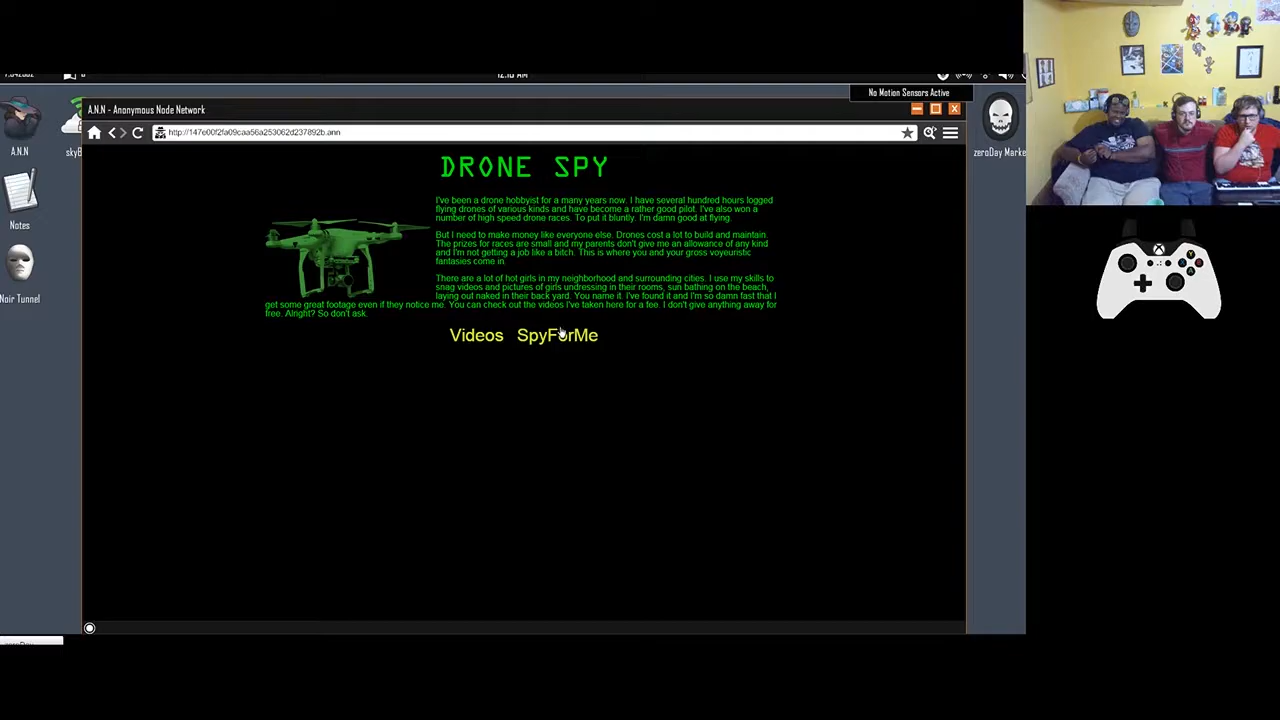 12:16 AM
No Motion Sensors Active
A.N.N - Anonymous Node Network
http://147e00f2fa09caa56a253062d237892b.ann
A.N.N
zeroDay Marke
Notes
Noir Tunnel
DRONE SPY
I've been a drone hobbyist for a many years now. I have several hundred hours logged
flying drones of various kinds and have become a rather good pilot. I've also won a
number of high speed drone races. To put it bluntly. I'm damn good at flying.
But I need to make money like everyone else. Drones cost a lot to build and maintain.
The prizes for races are small and my parents don't give me an allowance of any kind
and I'm not getting a job like a bitch. This is where you and your gross voyeuristic
fantasies come in.
There are a lot of hot girls in my neighborhood and surrounding cities. I use my skills to
snag videos and pictures of girls undressing in their rooms, sun bathing on the beach,
laying out naked in their back yard. You name it. I've found it and I'm so damn fast that I
get some great footage even if they notice me. You can check out the videos I've taken here for a fee. I don't give anything away for
free. Alright? So don't ask.
Videos SpyForMe